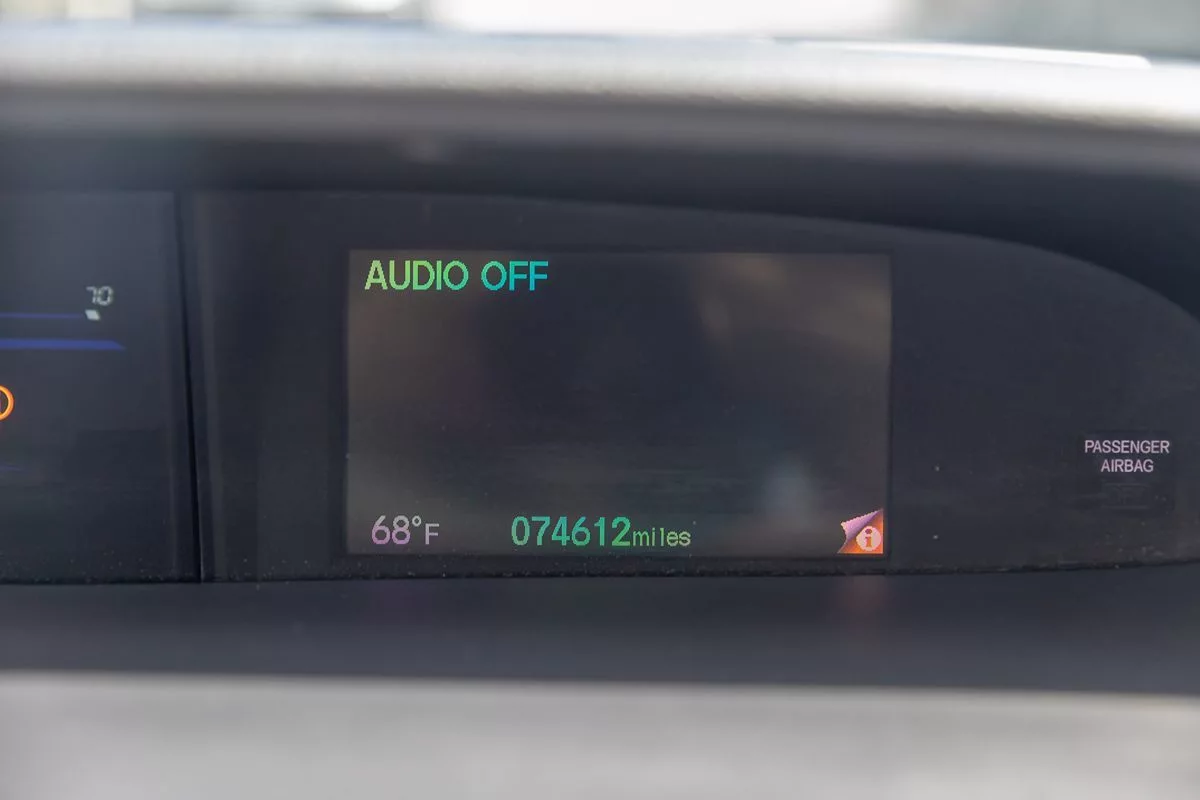 AUDIO OFF
70
PASSENGER
AIRBAG
68°F 074612miles
i